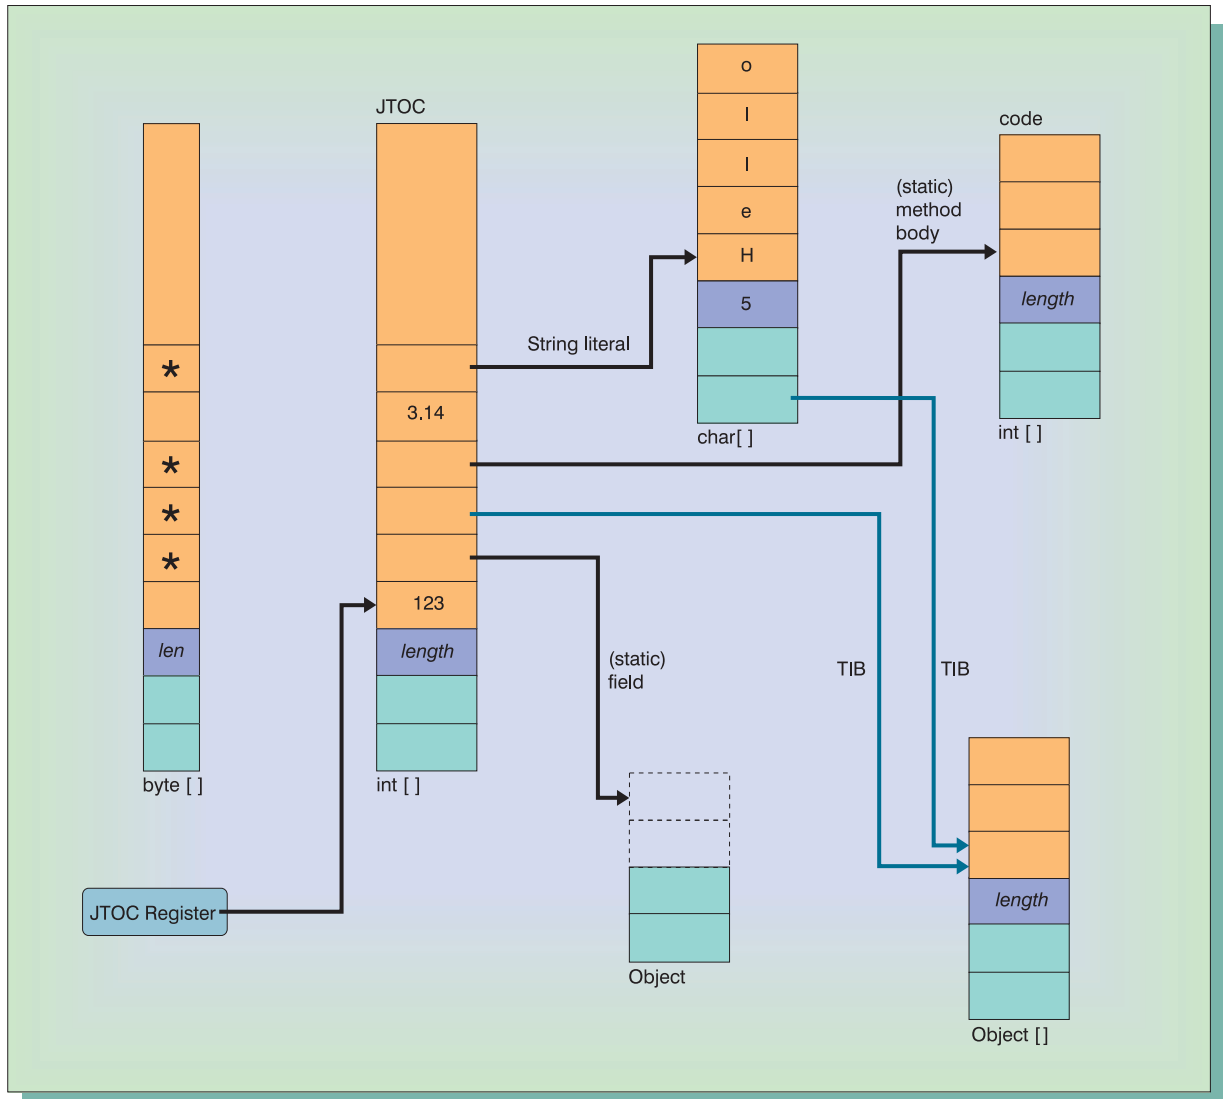 JTOC
o
l
l
e
H
5
char[ ]
code
length
int [ ]
(static)
method
body
String literal
*
*
*
*
len
byte [ ]
3.14
123
length
int [ ]
(static)
field
TIB
TIB
JTOC Register
Object
length
Object [ ]